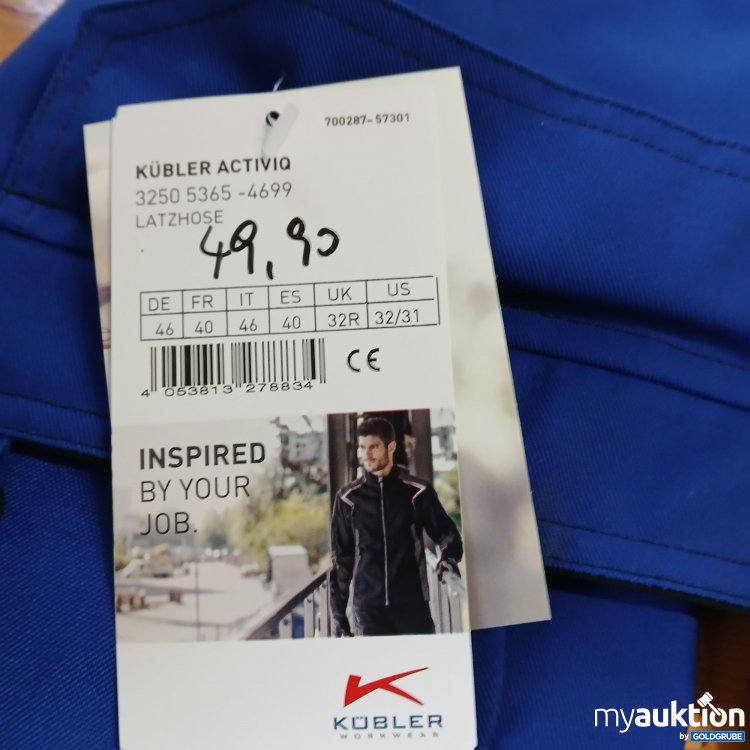 700287-57301
KÜBLER ACTIVIQ
3250 5365 -4699
LATZHOSE
49,90
DE FR IT ES UK US
46 40 46 40 32R 32/31
CE
4 053813 278834
INSPIRED
BY YOUR
JOB.
KÜBLER
WORKWEAR
myauktion
by GOLDGRUBE